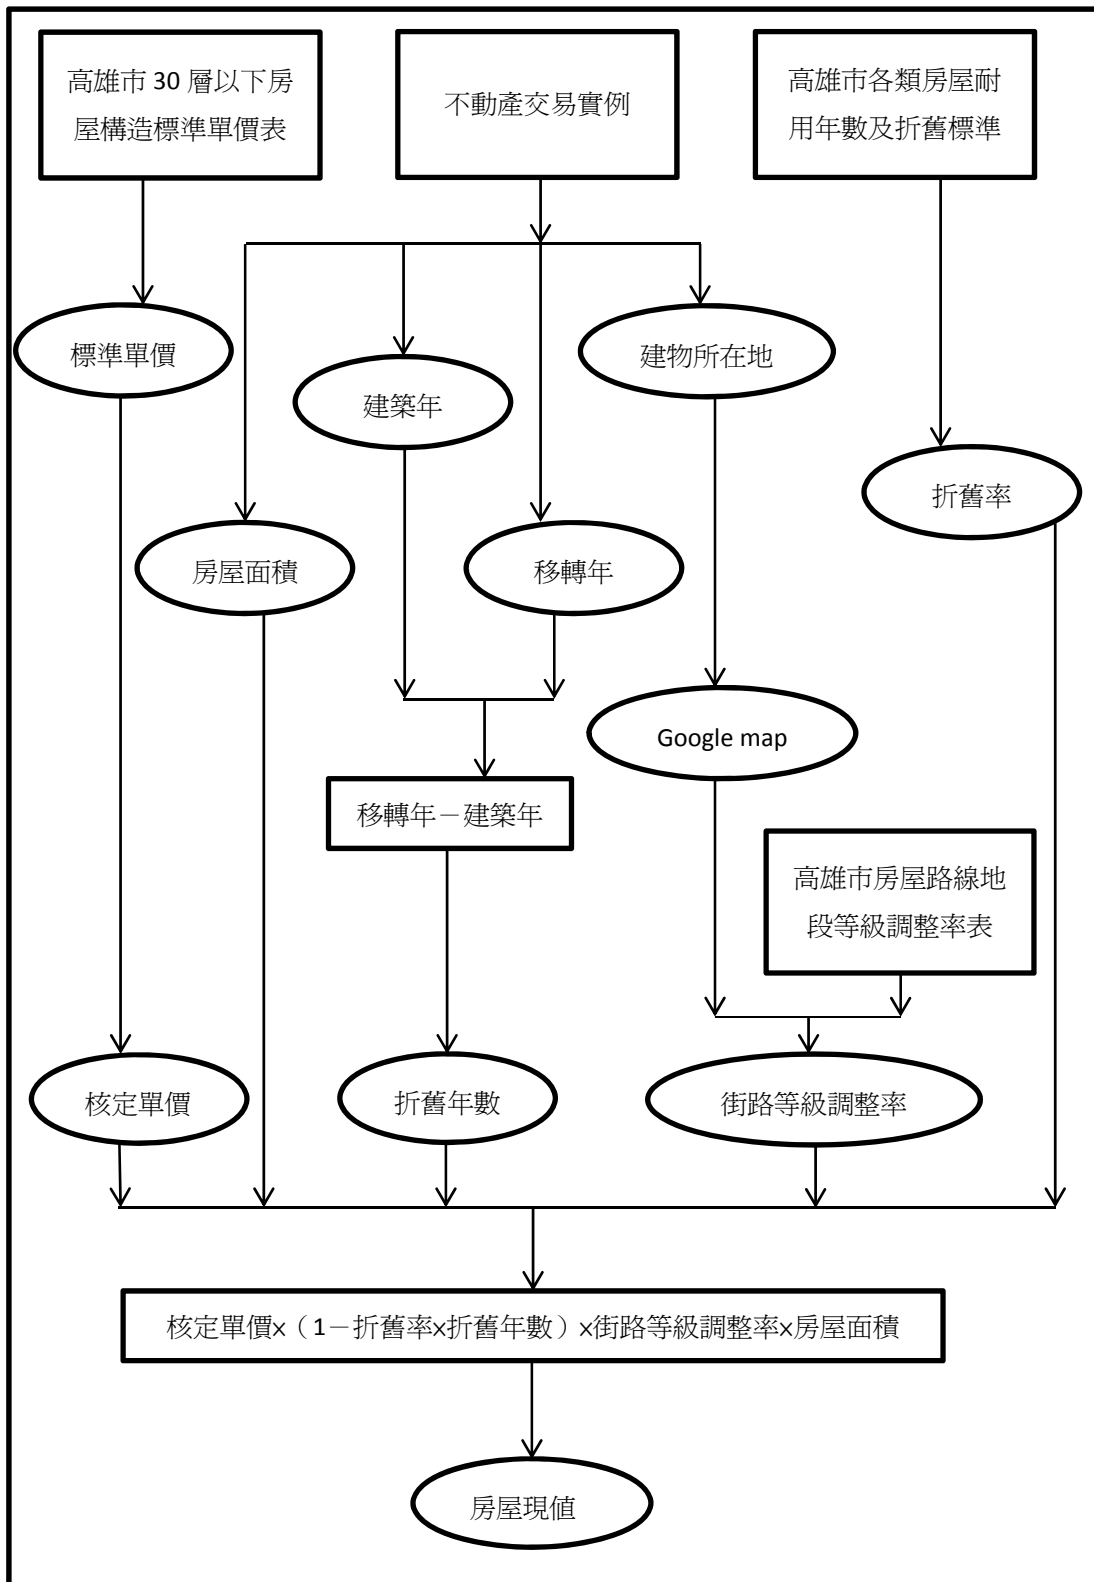 高雄市 30 層以下房
屋構造標準單價表
不動產交易實例
高雄市各類房屋耐
用年數及折舊標準
標準單價
建築年
建物所在地
折舊率
房屋面積
移轉年
Google map
移轉年－建築年
高雄市房屋路線地
段等級調整率表
核定單價
折舊年數
街路等級調整率
核定單價x（1－折舊率x折舊年數）x街路等級調整率x房屋面積
房屋現值